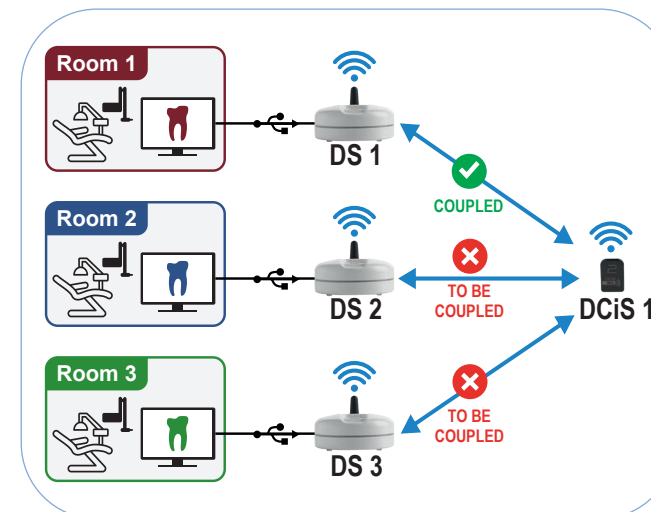 Room 1
DS 1
COUPLED
Room 2
DS 2
TO BE
COUPLED
DCiS 1
Room 3
DS 3
TO BE
COUPLED